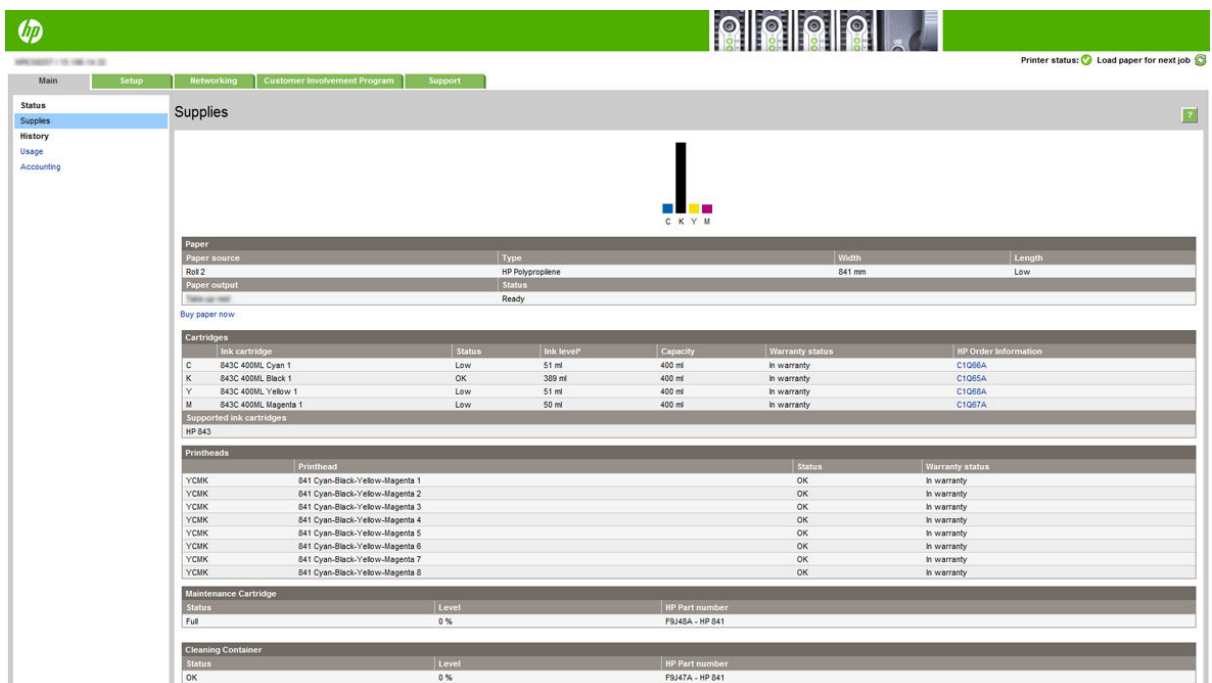 hp
Printer status: Load paper for next job
Main Setup Networking Customer Involvement Program Support
Status
Supplies
History
Usage
Accounting
Supplies
?
C K Y M
Paper
Paper source Type Width Length
Roll 2 HP Polypropilene 841 mm Low
Paper output Status
Ready
Buy paper now
Cartridges
Ink cartridge Status Ink level* Capacity Warranty status HP Order Information
C 843C 400ML Cyan 1 Low 51 ml 400 ml In warranty C1Q66A
K 843C 400ML Black 1 OK 389 ml 400 ml In warranty C1Q65A
Y 843C 400ML Yellow 1 Low 51 ml 400 ml In warranty C1Q68A
M 843C 400ML Magenta 1 Low 50 ml 400 ml In warranty C1Q67A
Supported ink cartridges
HP 843
Printheads
Printhead Status Warranty status
YCMK 841 Cyan-Black-Yellow-Magenta 1 OK In warranty
YCMK 841 Cyan-Black-Yellow-Magenta 2 OK In warranty
YCMK 841 Cyan-Black-Yellow-Magenta 3 OK In warranty
YCMK 841 Cyan-Black-Yellow-Magenta 4 OK In warranty
YCMK 841 Cyan-Black-Yellow-Magenta 5 OK In warranty
YCMK 841 Cyan-Black-Yellow-Magenta 6 OK In warranty
YCMK 841 Cyan-Black-Yellow-Magenta 7 OK In warranty
YCMK 841 Cyan-Black-Yellow-Magenta 8 OK In warranty
Maintenance Cartridge
Status Level HP Part number
Full 0 % F9J48A - HP 841
Cleaning Container
Status Level HP Part number
OK 0 % F9J47A - HP 841